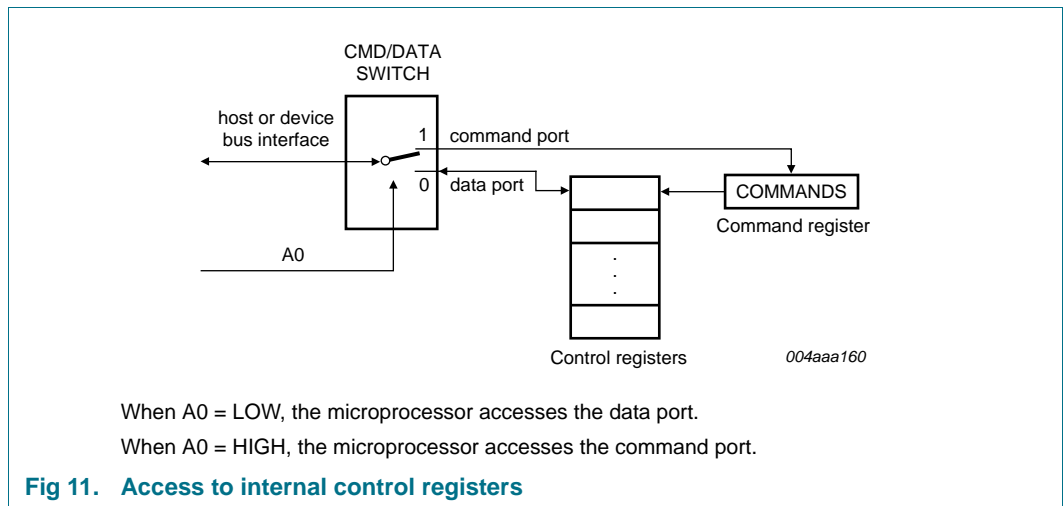 CMD/DATA
SWITCH
host or device
bus interface
1
command port
0
data port
COMMANDS
Command register
A0
.
.
.
Control registers
004aaa160
When A0 = LOW, the microprocessor accesses the data port.
When A0 = HIGH, the microprocessor accesses the command port.
Fig 11. Access to internal control registers